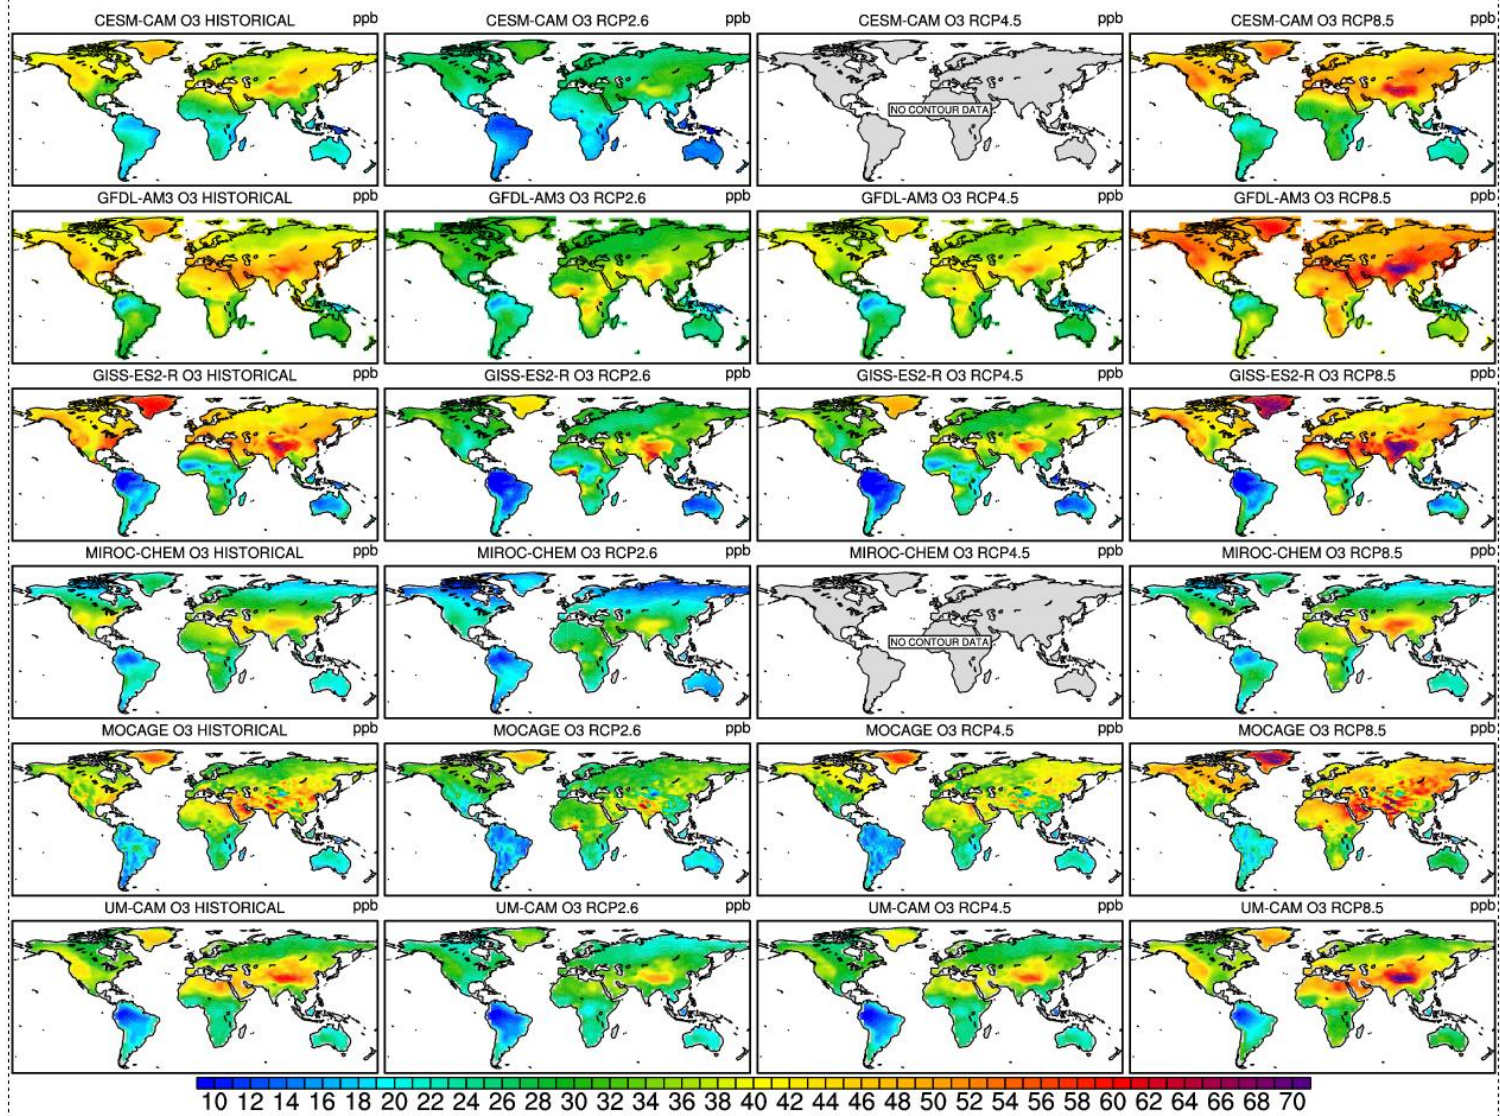 CESM-CAM O3 HISTORICAL ppb
CESM-CAM O3 RCP2.6 ppb
CESM-CAM O3 RCP4.5 ppb
CESM-CAM O3 RCP8.5 ppb
NO CONTOUR DATA
GFDL-AM3 O3 HISTORICAL ppb
GFDL-AM3 O3 RCP2.6 ppb
GFDL-AM3 O3 RCP4.5 ppb
GFDL-AM3 O3 RCP8.5 ppb
GISS-ES2-R O3 HISTORICAL ppb
GISS-ES2-R O3 RCP2.6 ppb
GISS-ES2-R O3 RCP4.5 ppb
GISS-ES2-R O3 RCP8.5 ppb
MIROC-CHEM O3 HISTORICAL ppb
MIROC-CHEM O3 RCP2.6 ppb
MIROC-CHEM O3 RCP4.5 ppb
MIROC-CHEM O3 RCP8.5 ppb
NO CONTOUR DATA
MOCAGE O3 HISTORICAL ppb
MOCAGE O3 RCP2.6 ppb
MOCAGE O3 RCP4.5 ppb
MOCAGE O3 RCP8.5 ppb
UM-CAM O3 HISTORICAL ppb
UM-CAM O3 RCP2.6 ppb
UM-CAM O3 RCP4.5 ppb
UM-CAM O3 RCP8.5 ppb
10 12 14 16 18 20 22 24 26 28 30 32 34 36 38 40 42 44 46 48 50 52 54 56 58 60 62 64 66 68 70